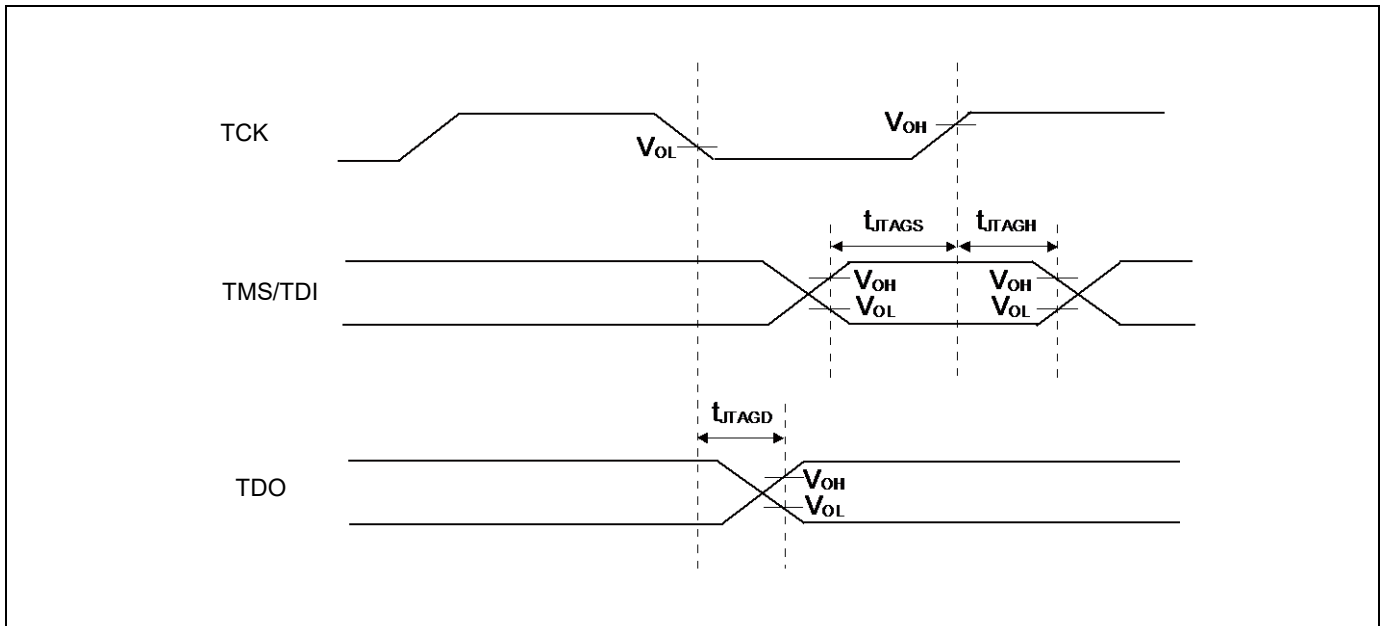 TCK
VOL
VOH
tJTAGS
tJTAGH
TMS/TDI
VOH
VOL
VOH
VOL
tJTAGD
TDO
VOH
VOL